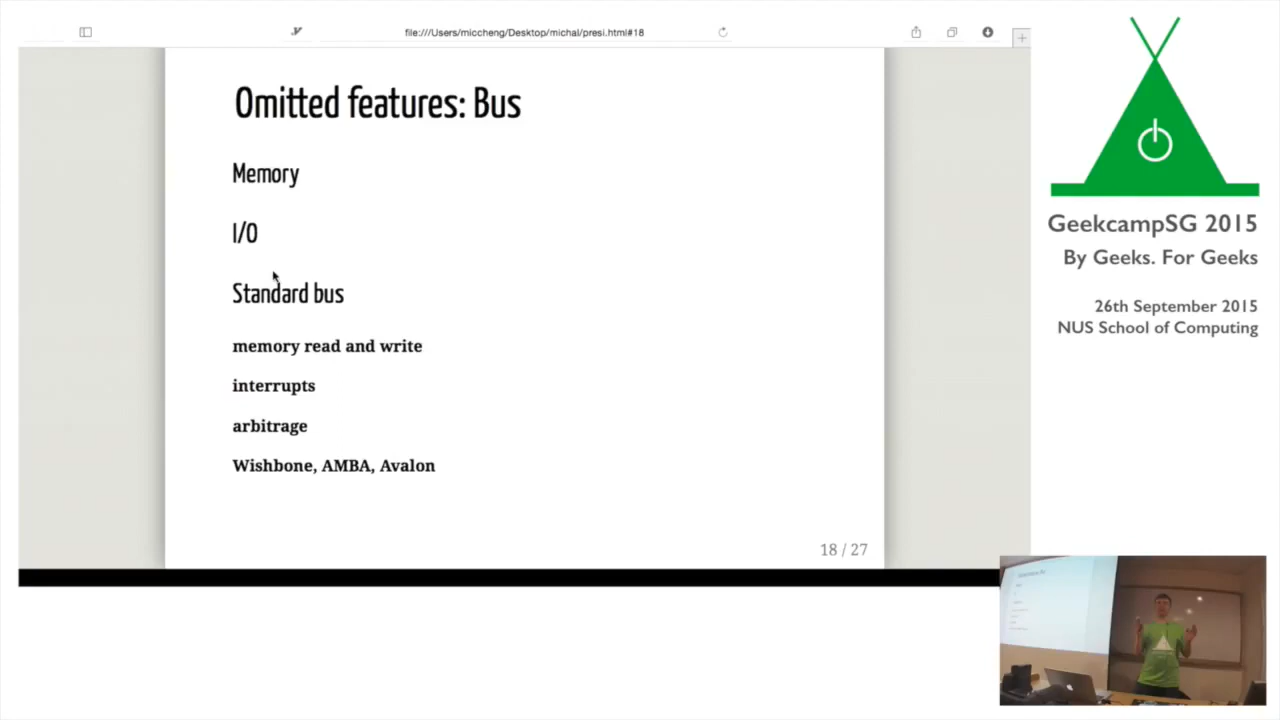 file:///Users/miccheng/Desktop/michal/presi.html#18
Omitted features: Bus
Memory
I/O
Standard bus
memory read and write
interrupts
arbitrage
Wishbone, AMBA, Avalon
18 / 27
GeekcampSG 2015
By Geeks. For Geeks
26th September 2015
NUS School of Computing